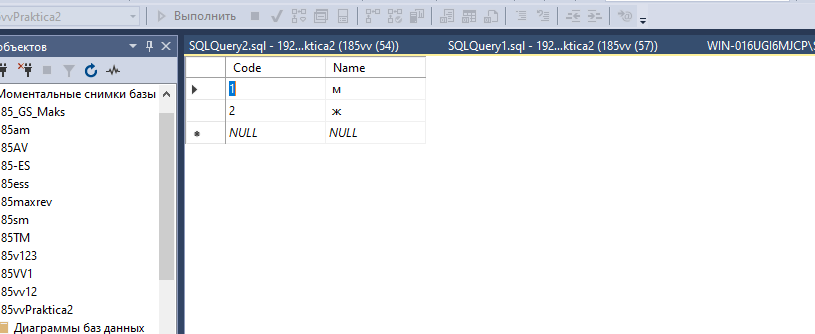 vvPraktica2
Выполнить
объектов
SQLQuery2.sql - 192...ktica2 (185vv (54))
SQLQuery1.sql - 192...ktica2 (185vv (57))
WIN-016UGI6MJCP\S
Code Name
1 м
2 ж
NULL NULL
Моментальные снимки базы
85_GS_Maks
85am
85AV
85-ES
85ess
85maxrev
85sm
85TM
85v123
85VV1
85vv12
85vvPraktica2
Диаграммы баз данных